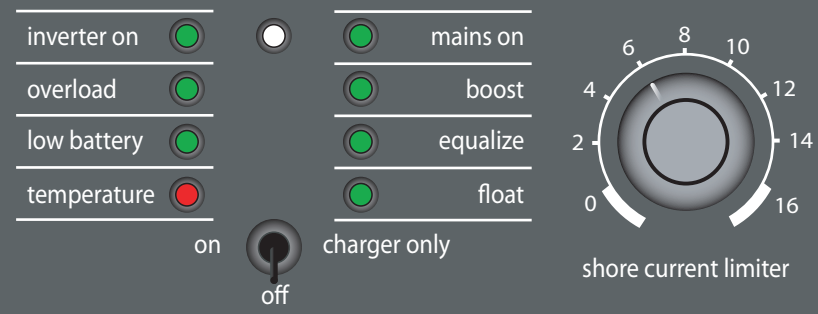 inverter on
overload
low battery
temperature
mains on
boost
equalize
float
on
charger only
off
0
2
4
6
8
10
12
14
16
shore current limiter